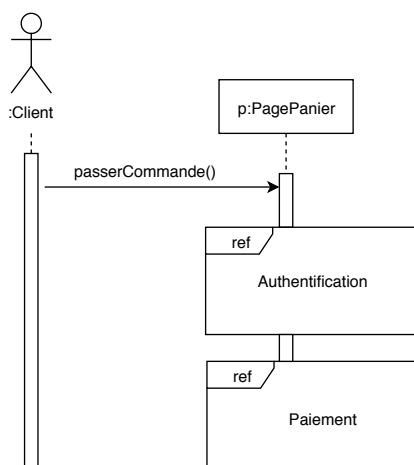 :Client
p:PagePanier
passerCommande()
ref
Authentification
ref
Paiement